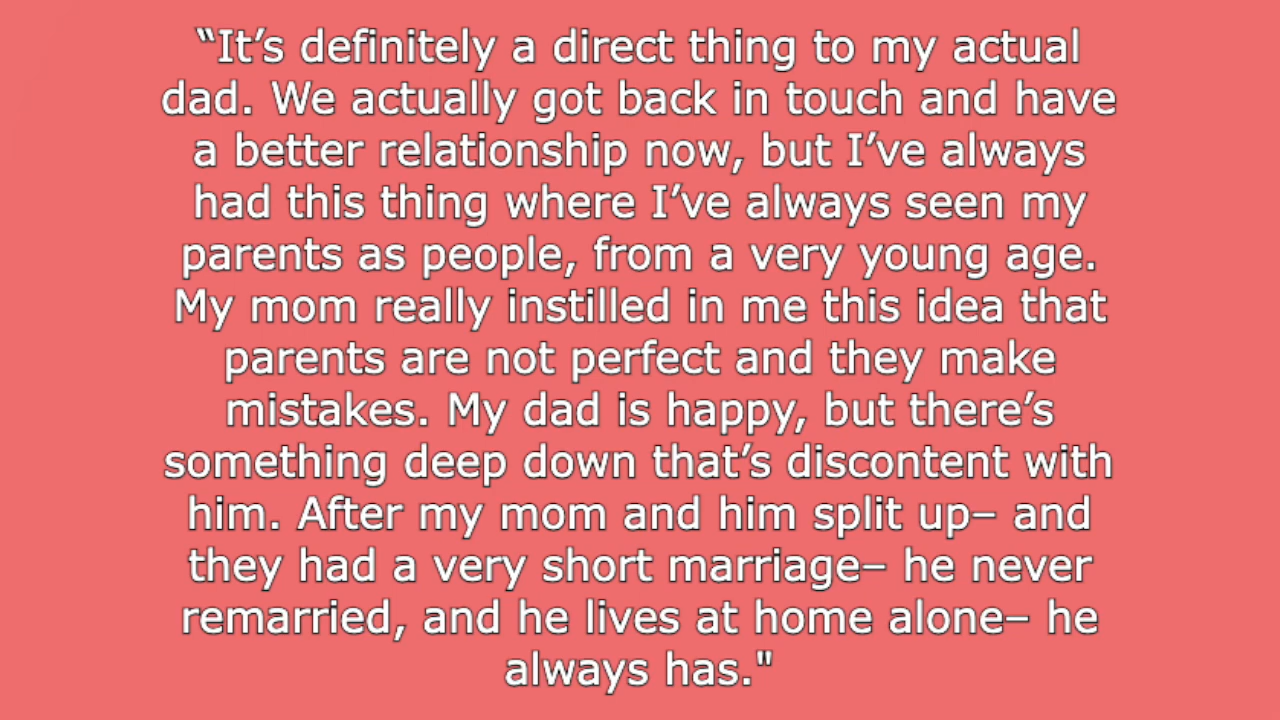 “It’s definitely a direct thing to my actual
dad. We actually got back in touch and have
a better relationship now, but I’ve always
had this thing where I’ve always seen my
parents as people, from a very young age.
My mom really instilled in me this idea that
parents are not perfect and they make
mistakes. My dad is happy, but there’s
something deep down that’s discontent with
him. After my mom and him split up– and
they had a very short marriage– he never
remarried, and he lives at home alone– he
always has."